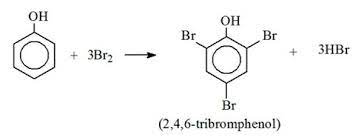 OH
OH
Br
Br
+ 3Br₂
+ 3HBr
Br
(2,4,6-tribromphenol)